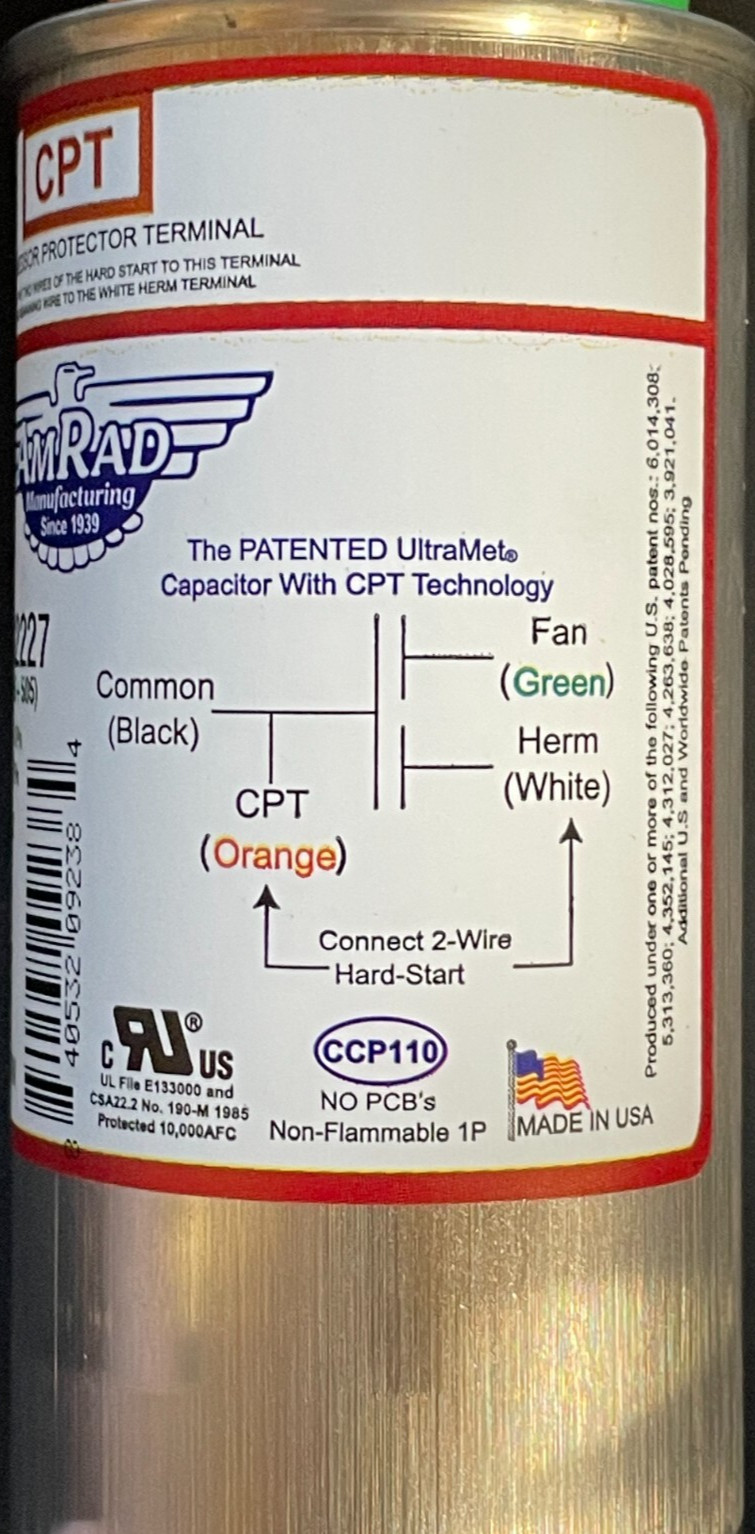 CPT
PROTECTOR TERMINAL
WIRES OF THE HARD START TO THIS TERMINAL
WIRE TO THE WHITE HERM TERMINAL
AMRAD
Manufacturing
Since 1939
The PATENTED UltraMet®
Capacitor With CPT Technology
227
Common
(Black)
Fan
(Green)
Herm
(White)
CPT
(Orange)
Connect 2-Wire
Hard-Start
40532 09238 4
C RU® US
UL File E133000 and
CSA22.2 No. 190-M 1985
Protected 10,000AFC
CCP110
NO PCB's
Non-Flammable 1P
MADE IN USA
Produced under one or more of the following U.S. patent nos.: 6,014,308;
5,313,360; 4,352,145; 4,312,027; 4,263,638; 4,028,595; 3,921,041.
Additional U.S and Worldwide Patents Pending